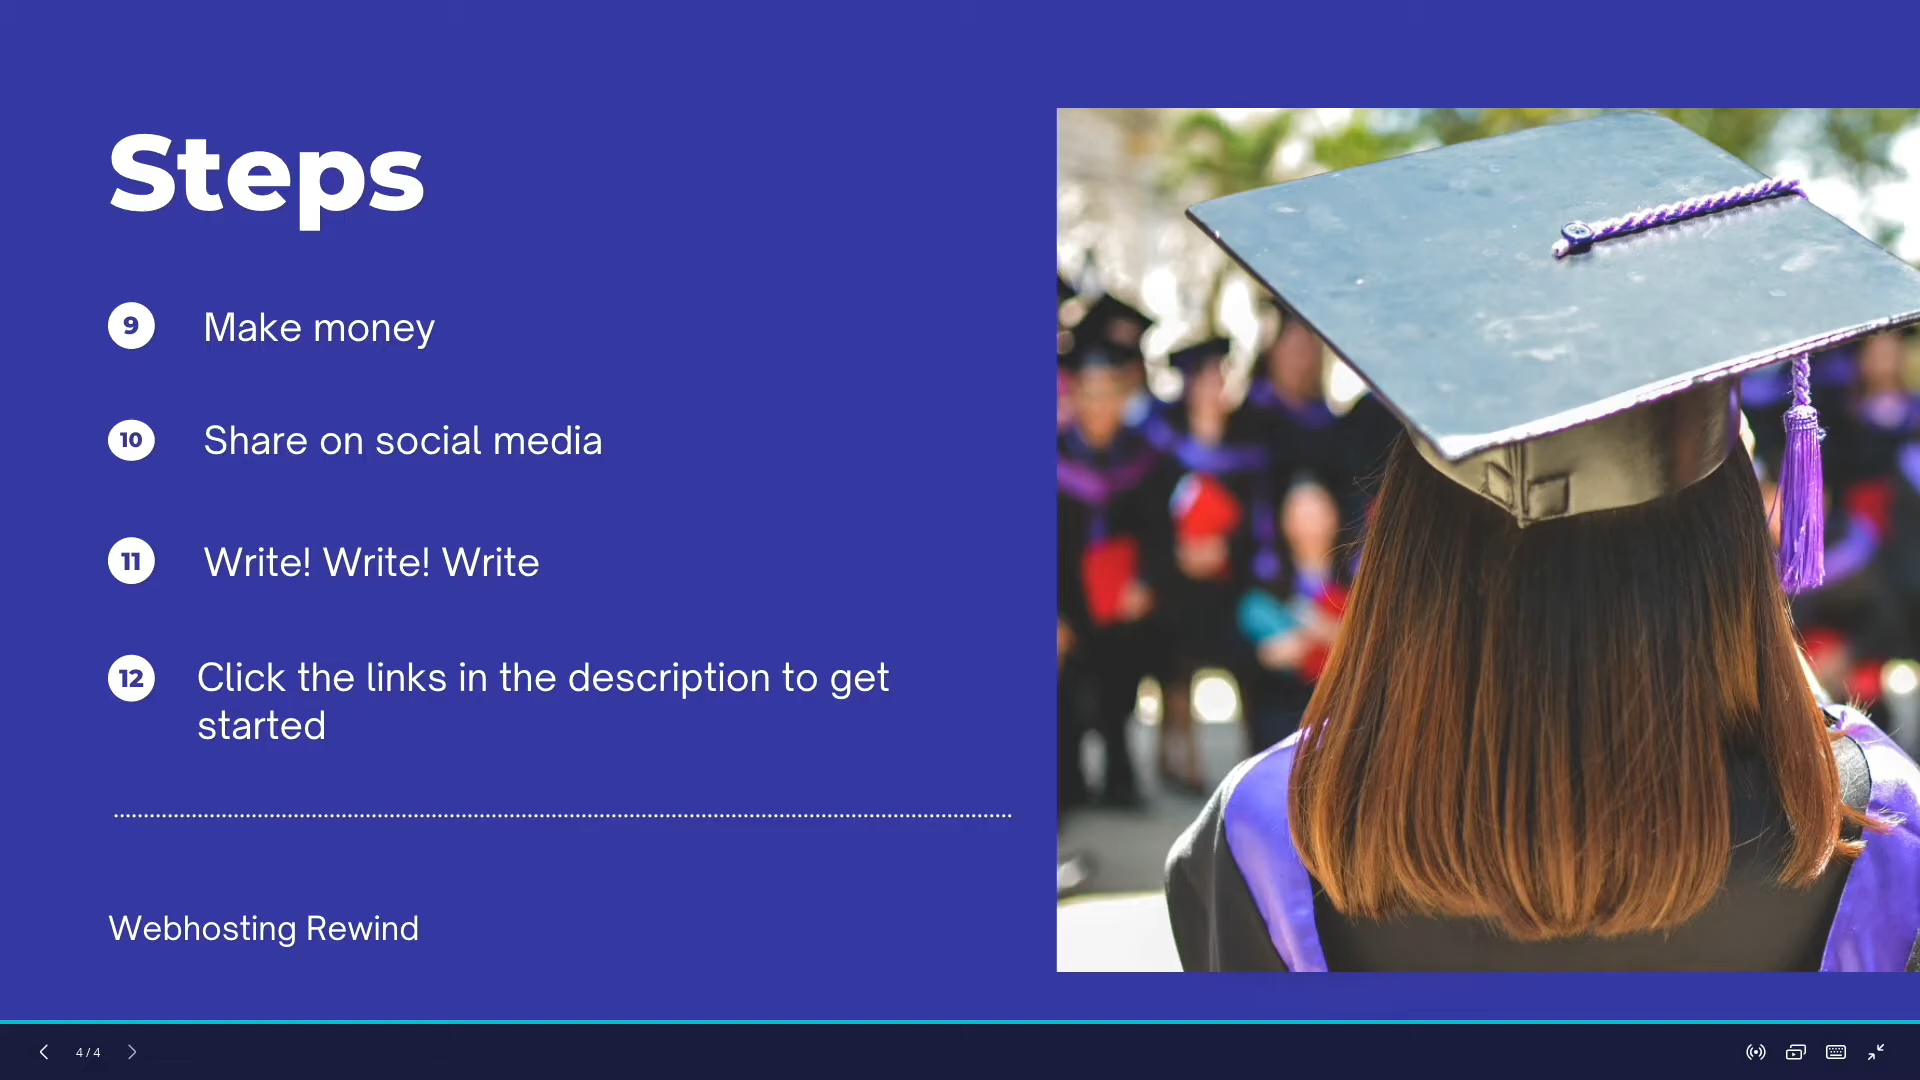 Steps
9 Make money
10 Share on social media
11 Write! Write! Write
12 Click the links in the description to get
started
Webhosting Rewind
4 / 4